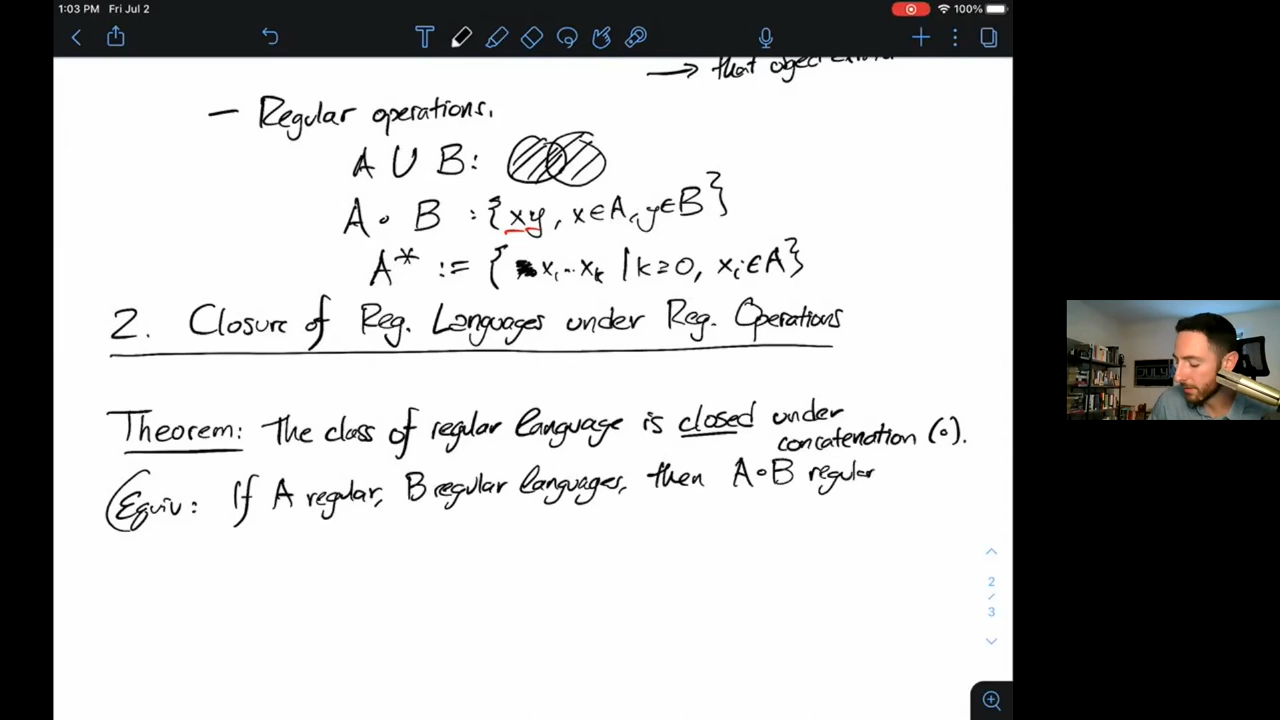 1:03 PM Fri Jul 2
100%
→ that object
— Regular operations.
A ∪ B:
A ∘ B : {xy, x∈A, y∈B}
A* := { x₁...xₖ | k≥0, xᵢ∈A}
2. Closure of Reg. Languages under Reg. Operations
Theorem: The class of regular language is closed under
concatenation (∘).
Equiv: If A regular, B regular languages, then A∘B regular
2
/
3